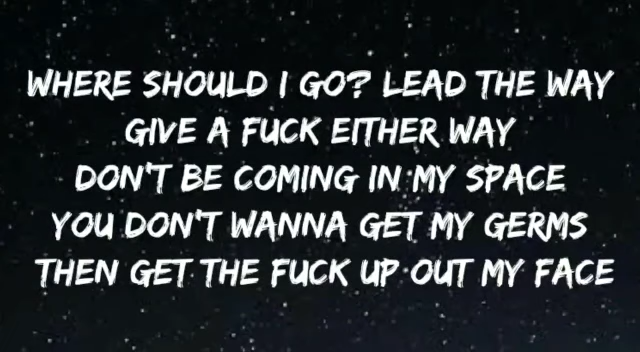 WHERE SHOULD I GO? LEAD THE WAY
GIVE A FUCK EITHER WAY
DON'T BE COMING IN MY SPACE
YOU DON'T WANNA GET MY GERMS
THEN GET THE FUCK UP OUT MY FACE